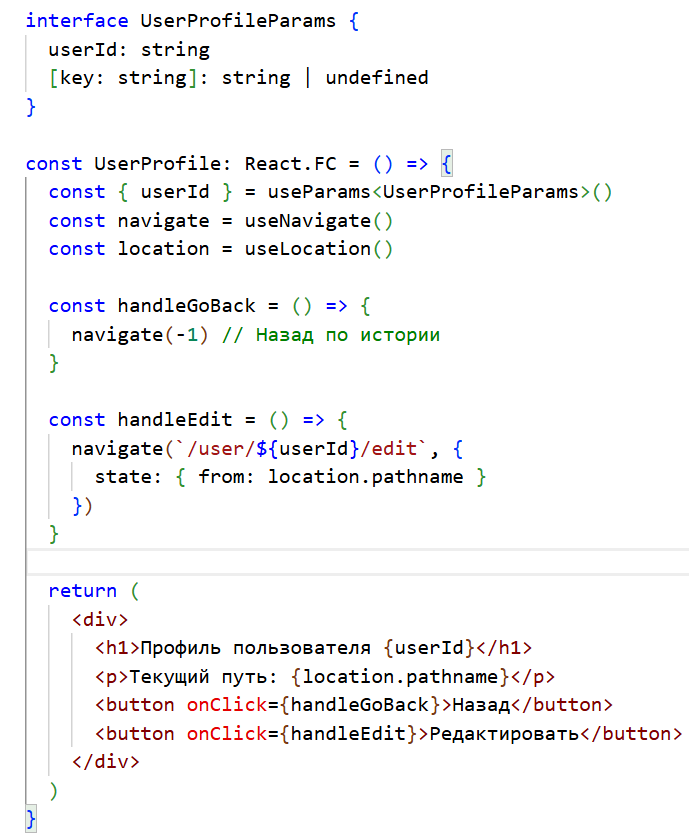 interface UserProfileParams {
  userId: string
  [key: string]: string | undefined
}

const UserProfile: React.FC = () => {
  const { userId } = useParams<UserProfileParams>()
  const navigate = useNavigate()
  const location = useLocation()

  const handleGoBack = () => {
    navigate(-1) // Назад по истории
  }

  const handleEdit = () => {
    navigate(`/user/${userId}/edit`, {
      state: { from: location.pathname }
    })
  }

  return (
    <div>
      <h1>Профиль пользователя {userId}</h1>
      <p>Текущий путь: {location.pathname}</p>
      <button onClick={handleGoBack}>Назад</button>
      <button onClick={handleEdit}>Редактировать</button>
    </div>
  )
}